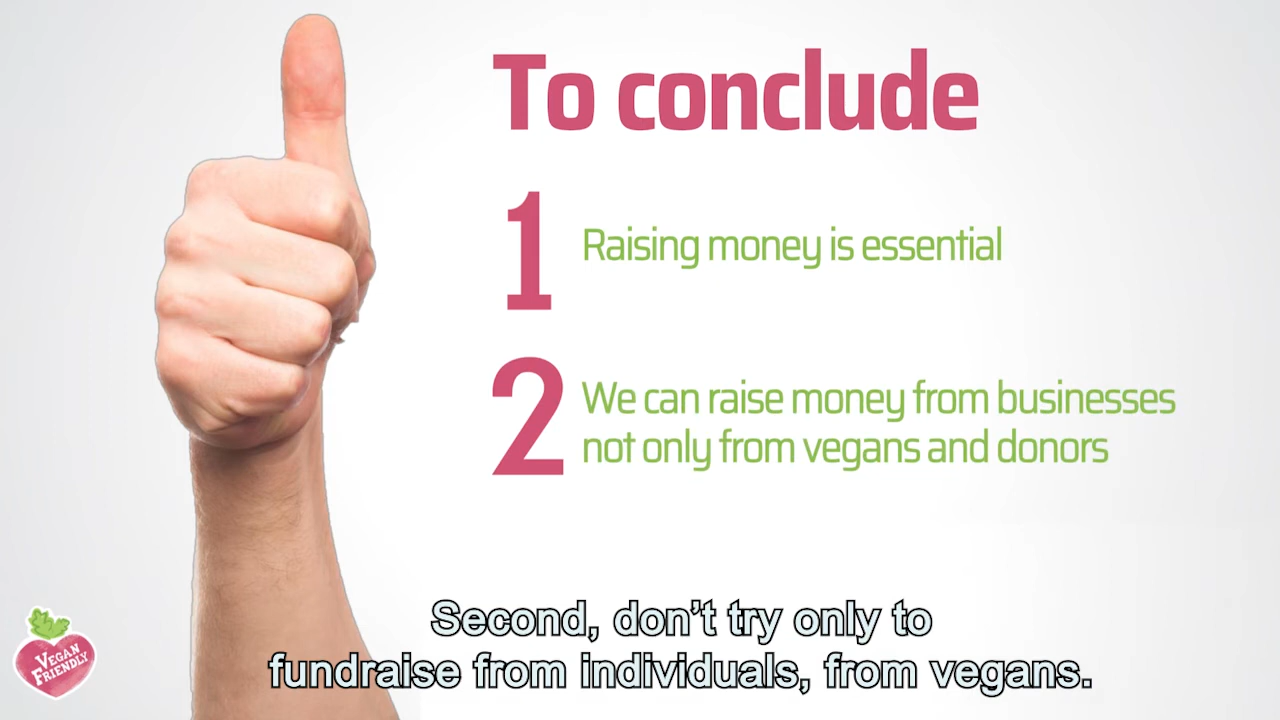 To conclude
1
Raising money is essential
2
We can raise money from businesses
not only from vegans and donors
Second, don't try only to
fundraise from individuals, from vegans.
VEGAN
FRIENDLY